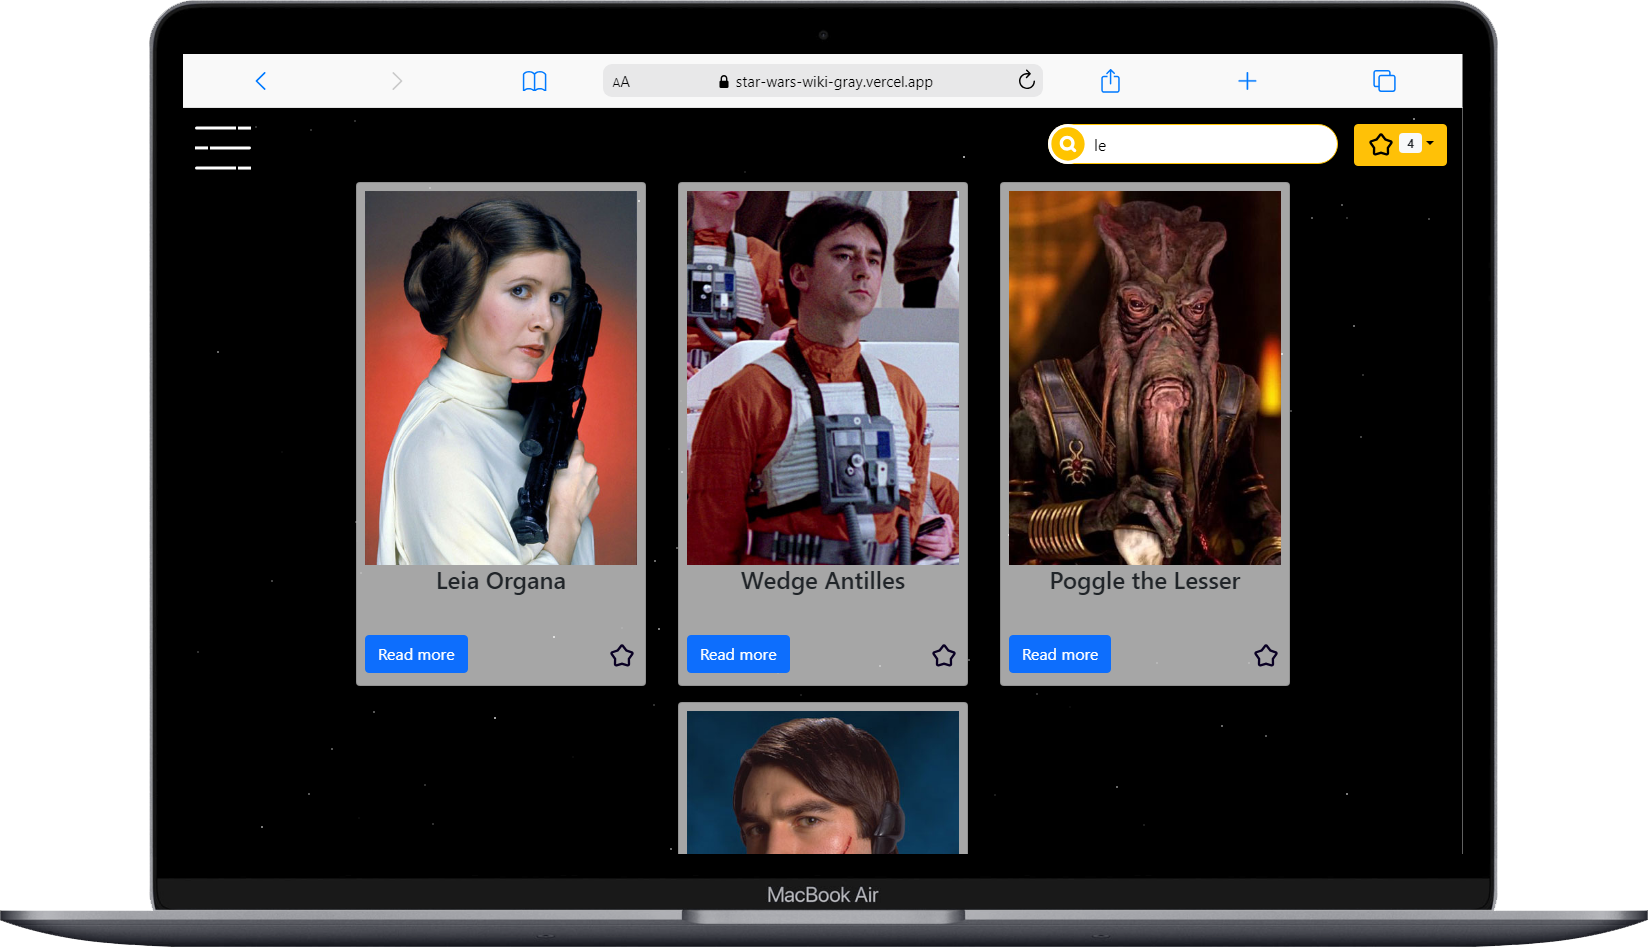 AA star-wars-wiki-gray.vercel.app
le
4
Leia Organa
Wedge Antilles
Poggle the Lesser
Read more
Read more
Read more
MacBook Air